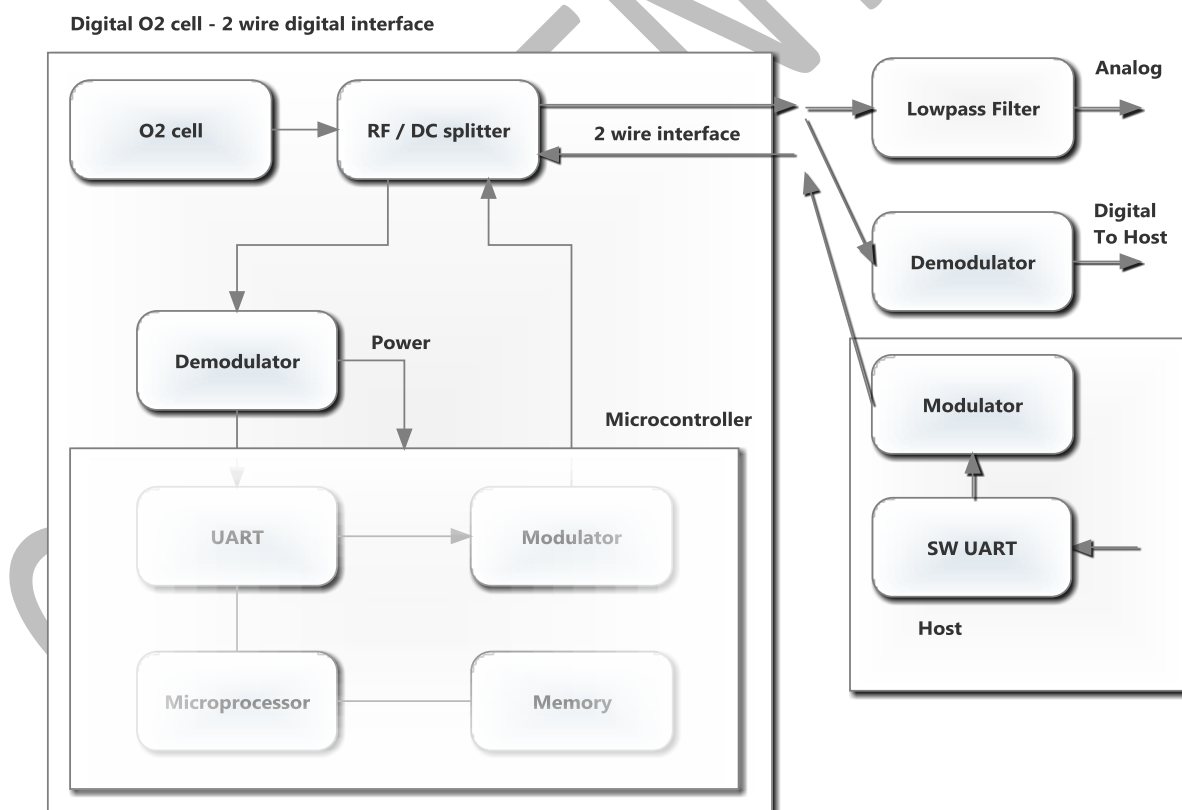 Digital O2 cell - 2 wire digital interface
O2 cell
RF / DC splitter
2 wire interface
Lowpass Filter
Analog
Digital
To Host
Demodulator
Demodulator
Power
Microcontroller
Modulator
UART
Modulator
SW UART
Host
Microprocessor
Memory